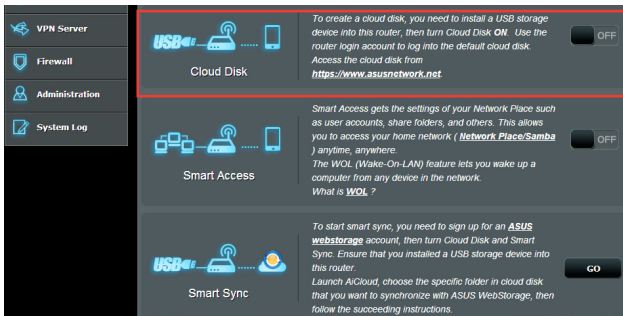 VPN Server
Firewall
Administration
System Log
USB
Cloud Disk
To create a cloud disk, you need to install a USB storage
device into this router, then turn Cloud Disk ON. Use the
router login account to log into the default cloud disk.
Access the cloud disk from
https://www.asusnetwork.net.
OFF
Smart Access
Smart Access gets the settings of your Network Place such
as user accounts, share folders, and others. This allows
you to access your home network ( Network Place/Samba
) anytime, anywhere.
The WOL (Wake-On-LAN) feature lets you wake up a
computer from any device in the network.
What is WOL ?
OFF
USB
Smart Sync
To start smart sync, you need to sign up for an ASUS
webstorage account, then turn Cloud Disk and Smart
Sync. Ensure that you installed a USB storage device into
this router.
Launch AiCloud, choose the specific folder in cloud disk
that you want to synchronize with ASUS WebStorage, then
follow the succeeding instructions.
GO